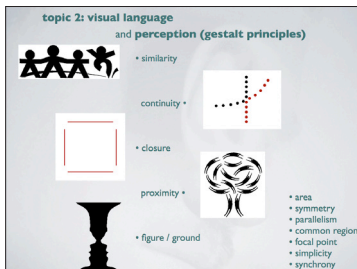 topic 2: visual language
and perception (gestalt principles)
• similarity
continuity •
• closure
proximity •
• figure / ground
• area
• symmetry
• parallelism
• common region
• focal point
• simplicity
• synchrony